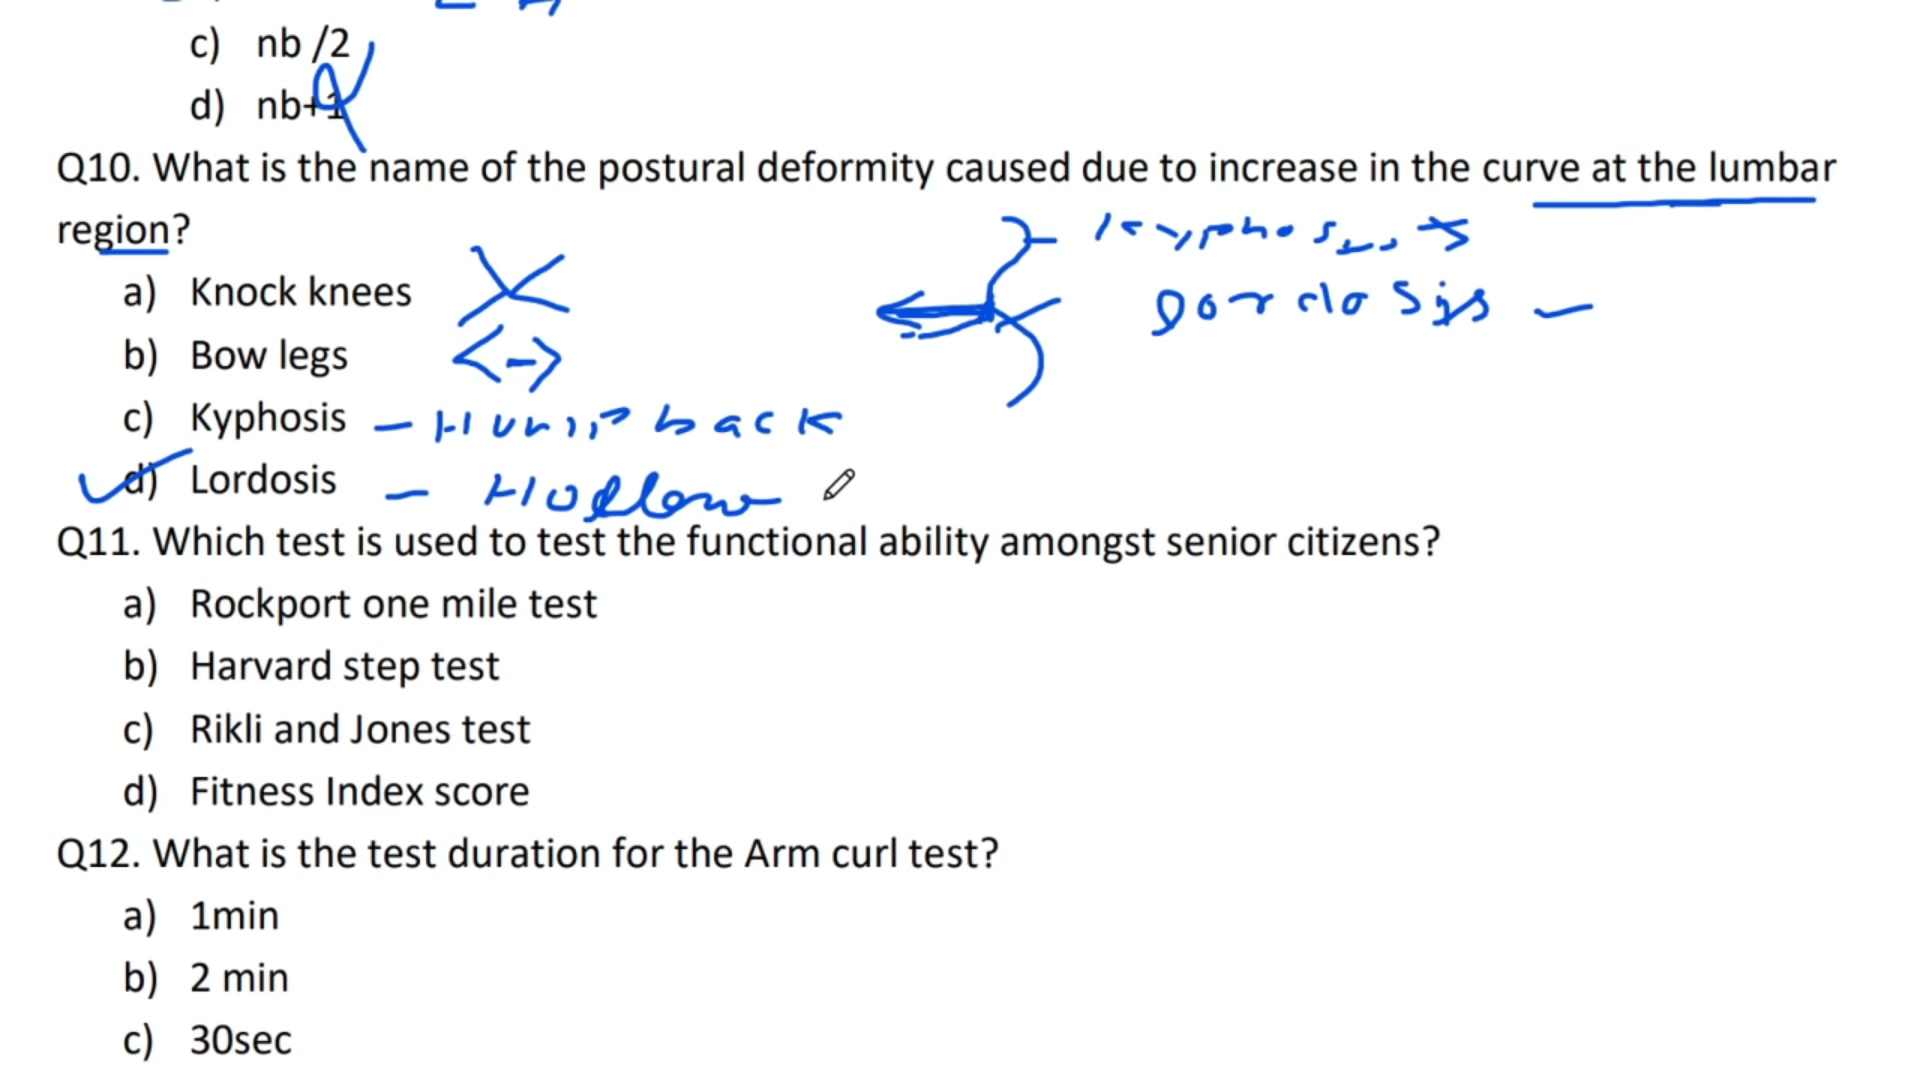 c) nb /2
d) nb+1
Q10. What is the name of the postural deformity caused due to increase in the curve at the lumbar
region?
Kyphosis
a) Knock knees
Lordosis
b) Bow legs
c) Kyphosis - Hump back
d) Lordosis - Hollow
Q11. Which test is used to test the functional ability amongst senior citizens?
a) Rockport one mile test
b) Harvard step test
c) Rikli and Jones test
d) Fitness Index score
Q12. What is the test duration for the Arm curl test?
a) 1min
b) 2 min
c) 30sec